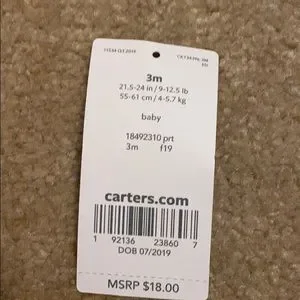 3m
21.5-24 in / 9-12.5 lb
55-61 cm / 4-5.7 kg
baby
18492310 prt
3m f19
carters.com
1 92136 23860 7
DOB 07/2019
MSRP $18.00